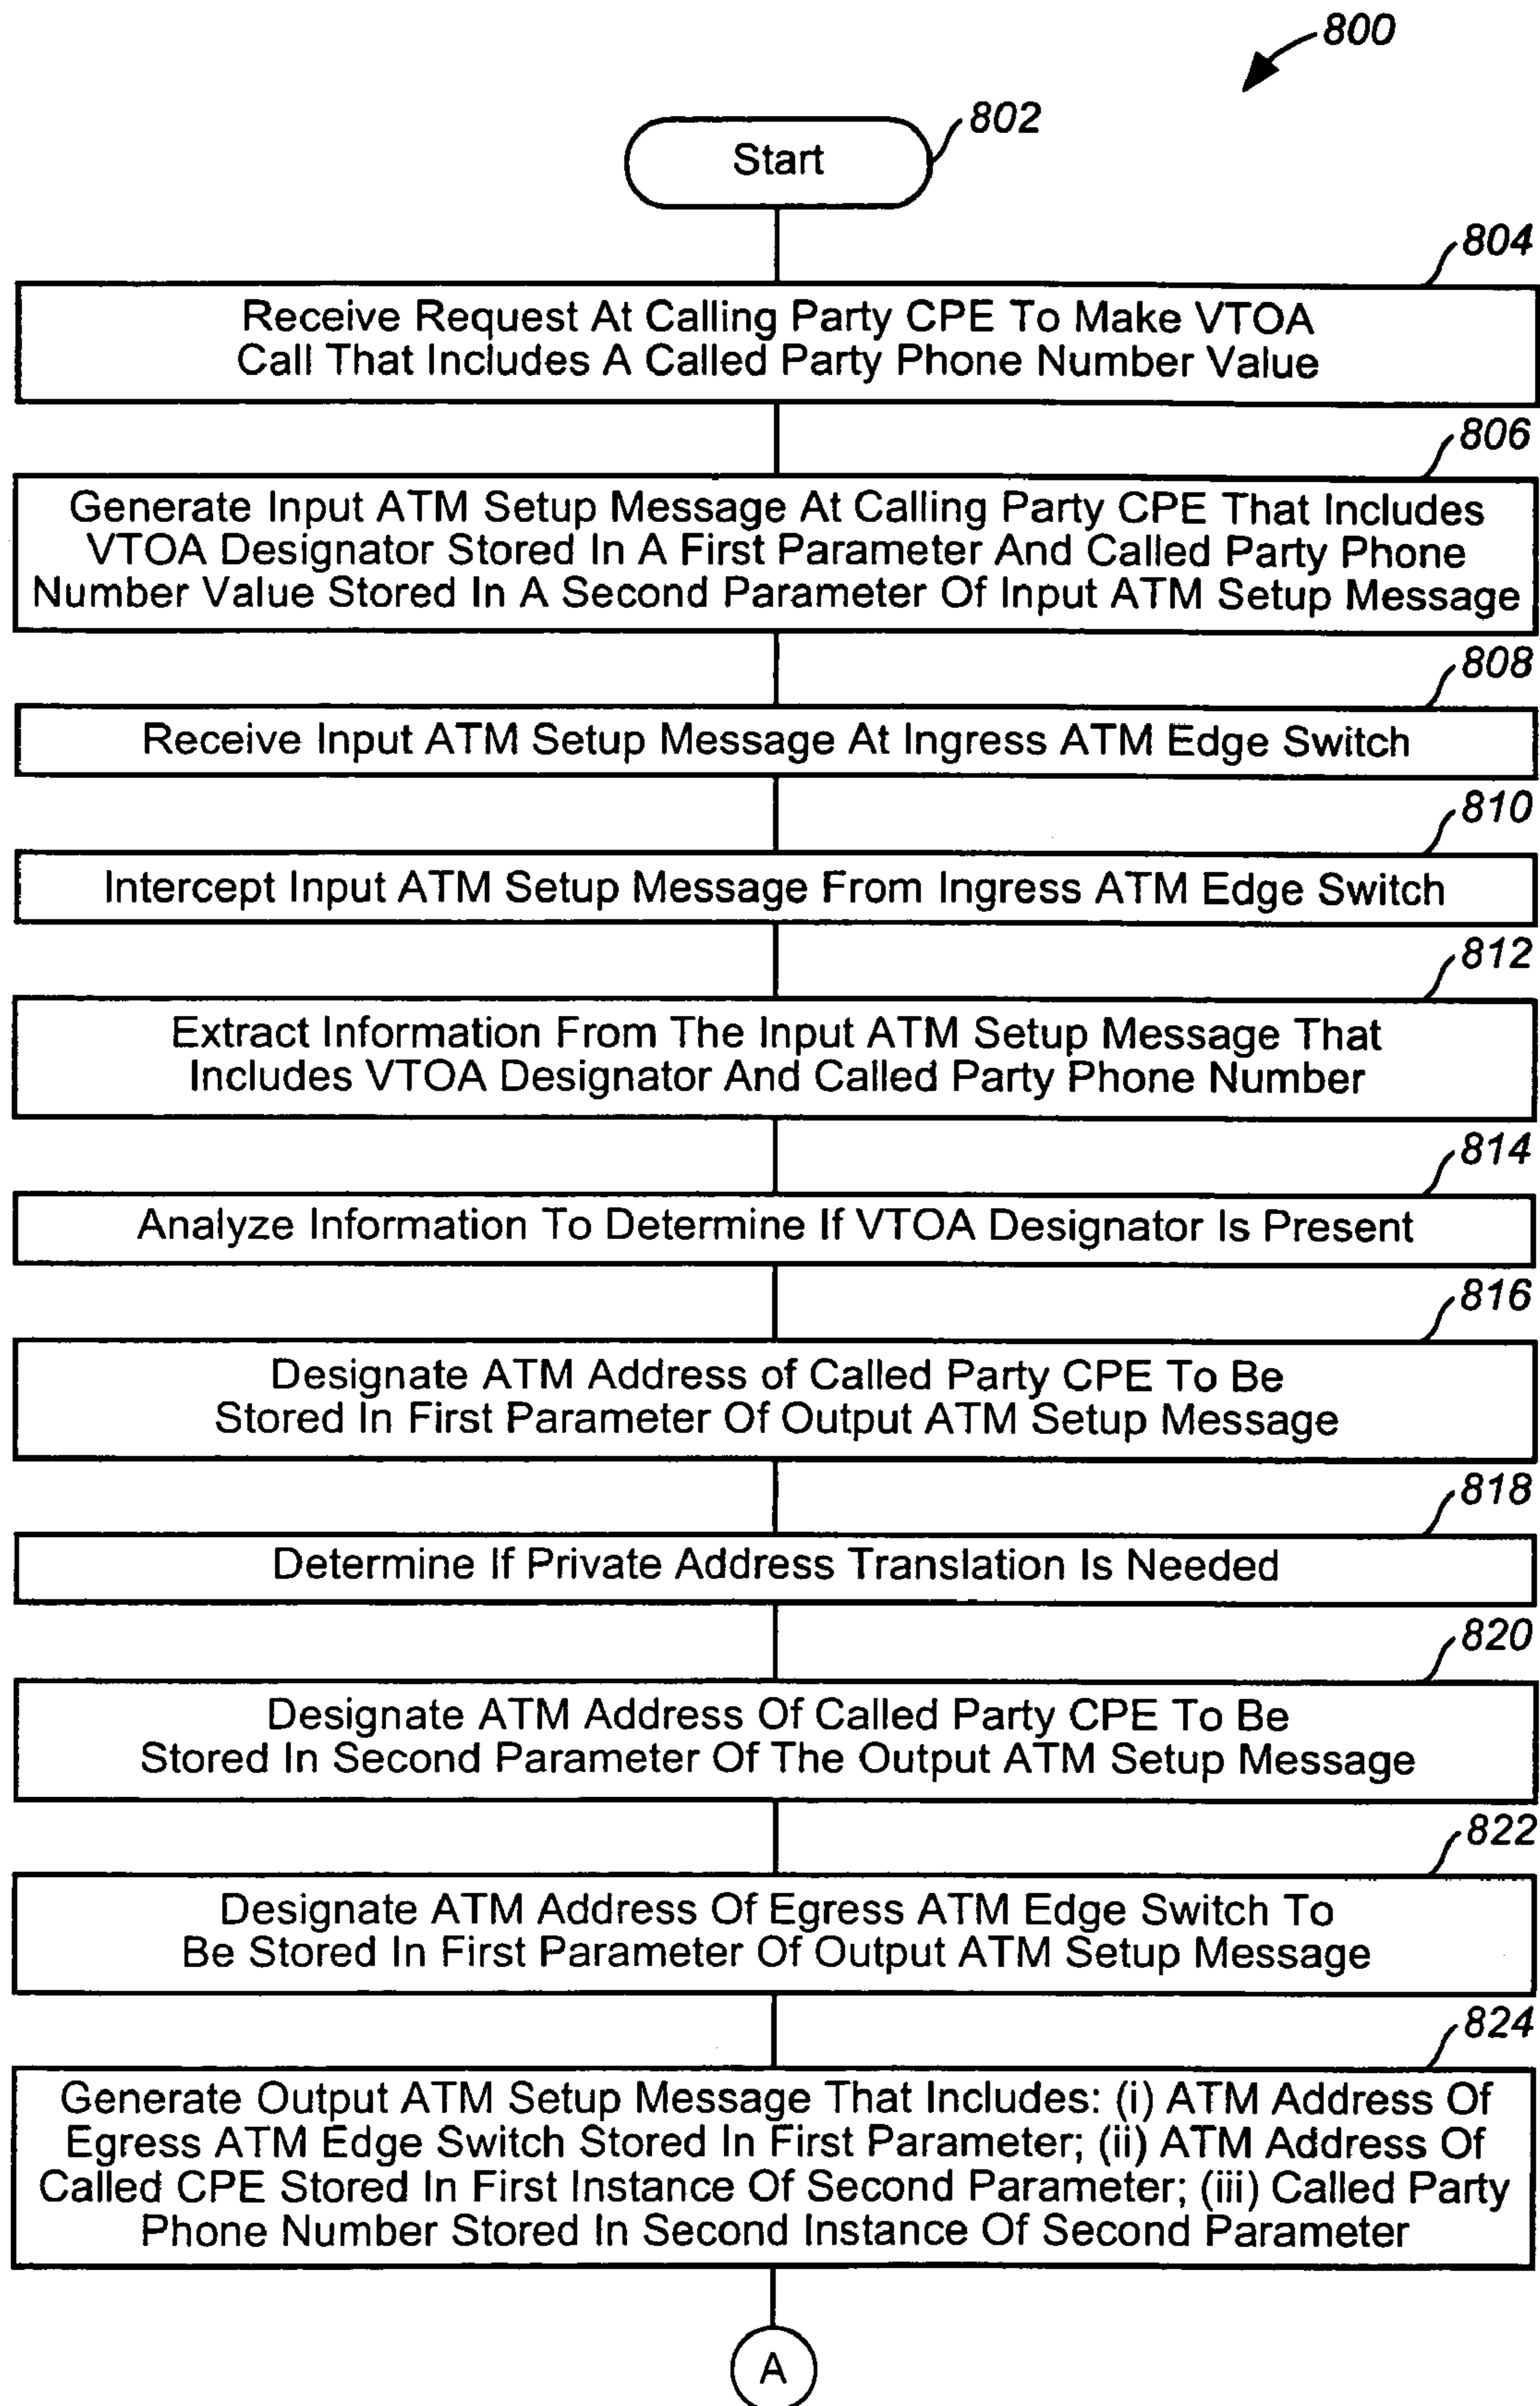 800
Start
802
804
Receive Request At Calling Party CPE To Make VTOA
Call That Includes A Called Party Phone Number Value
806
Generate Input ATM Setup Message At Calling Party CPE That Includes
VTOA Designator Stored In A First Parameter And Called Party Phone
Number Value Stored In A Second Parameter Of Input ATM Setup Message
808
Receive Input ATM Setup Message At Ingress ATM Edge Switch
810
Intercept Input ATM Setup Message From Ingress ATM Edge Switch
812
Extract Information From The Input ATM Setup Message That
Includes VTOA Designator And Called Party Phone Number
814
Analyze Information To Determine If VTOA Designator Is Present
816
Designate ATM Address of Called Party CPE To Be
Stored In First Parameter Of Output ATM Setup Message
818
Determine If Private Address Translation Is Needed
820
Designate ATM Address Of Called Party CPE To Be
Stored In Second Parameter Of The Output ATM Setup Message
822
Designate ATM Address Of Egress ATM Edge Switch To
Be Stored In First Parameter Of Output ATM Setup Message
824
Generate Output ATM Setup Message That Includes: (i) ATM Address Of
Egress ATM Edge Switch Stored In First Parameter; (ii) ATM Address Of
Called CPE Stored In First Instance Of Second Parameter; (iii) Called Party
Phone Number Stored In Second Instance Of Second Parameter
A